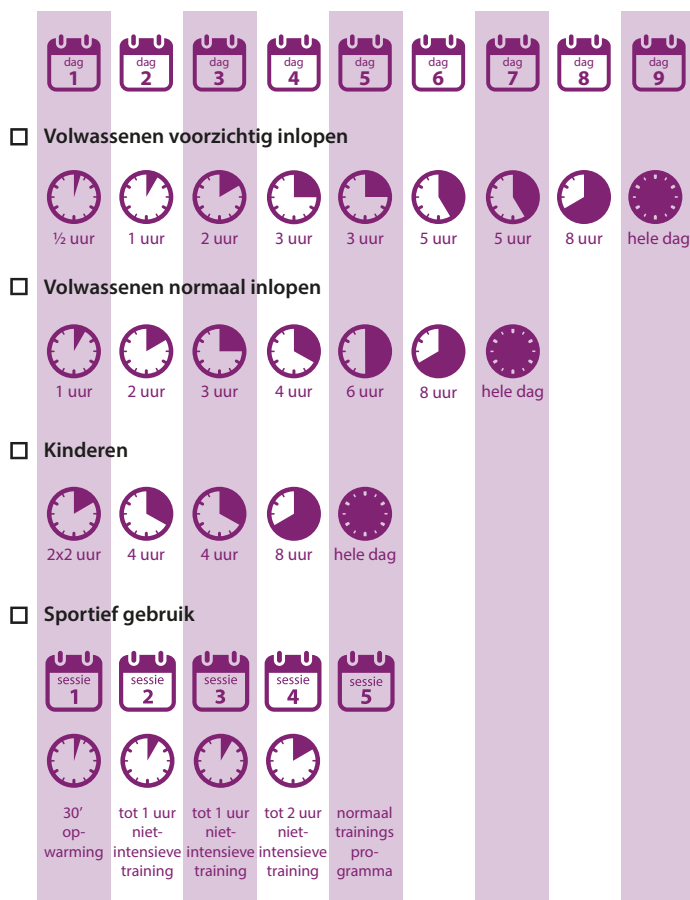 dag dag dag dag dag dag dag dag dag
1 2 3 4 5 6 7 8 9
Volwassenen voorzichtig inlopen
½ uur 1 uur 2 uur 3 uur 3 uur 5 uur 5 uur 8 uur hele dag
Volwassenen normaal inlopen
1 uur 2 uur 3 uur 4 uur 6 uur 8 uur hele dag
Kinderen
2x2 uur 4 uur 4 uur 8 uur hele dag
Sportief gebruik
sessie sessie sessie sessie sessie
1 2 3 4 5
30’
op-
warming
tot 1 uur
niet-
intensieve
training
tot 1 uur
niet-
intensieve
training
tot 2 uur
niet-
intensieve
training
normaal
trainings
pro-
gramma